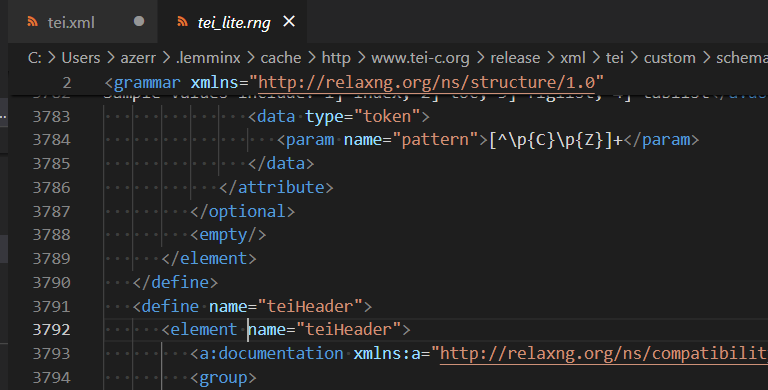 tei.xml tei_lite.rng
C: > Users > azerr > .lemminx > cache > http > www.tei-c.org > release > xml > tei > custom > schema
2 <grammar xmlns="http://relaxng.org/ns/structure/1.0"
3783 <data type="token">
3784 <param name="pattern">[^\p{C}\p{Z}]+</param>
3785 </data>
3786 </attribute>
3787 </optional>
3788 <empty/>
3789 </element>
3790 </define>
3791 <define name="teiHeader">
3792 <element name="teiHeader">
3793 <a:documentation xmlns:a="http://relaxng.org/ns/compatibilit
3794 <group>